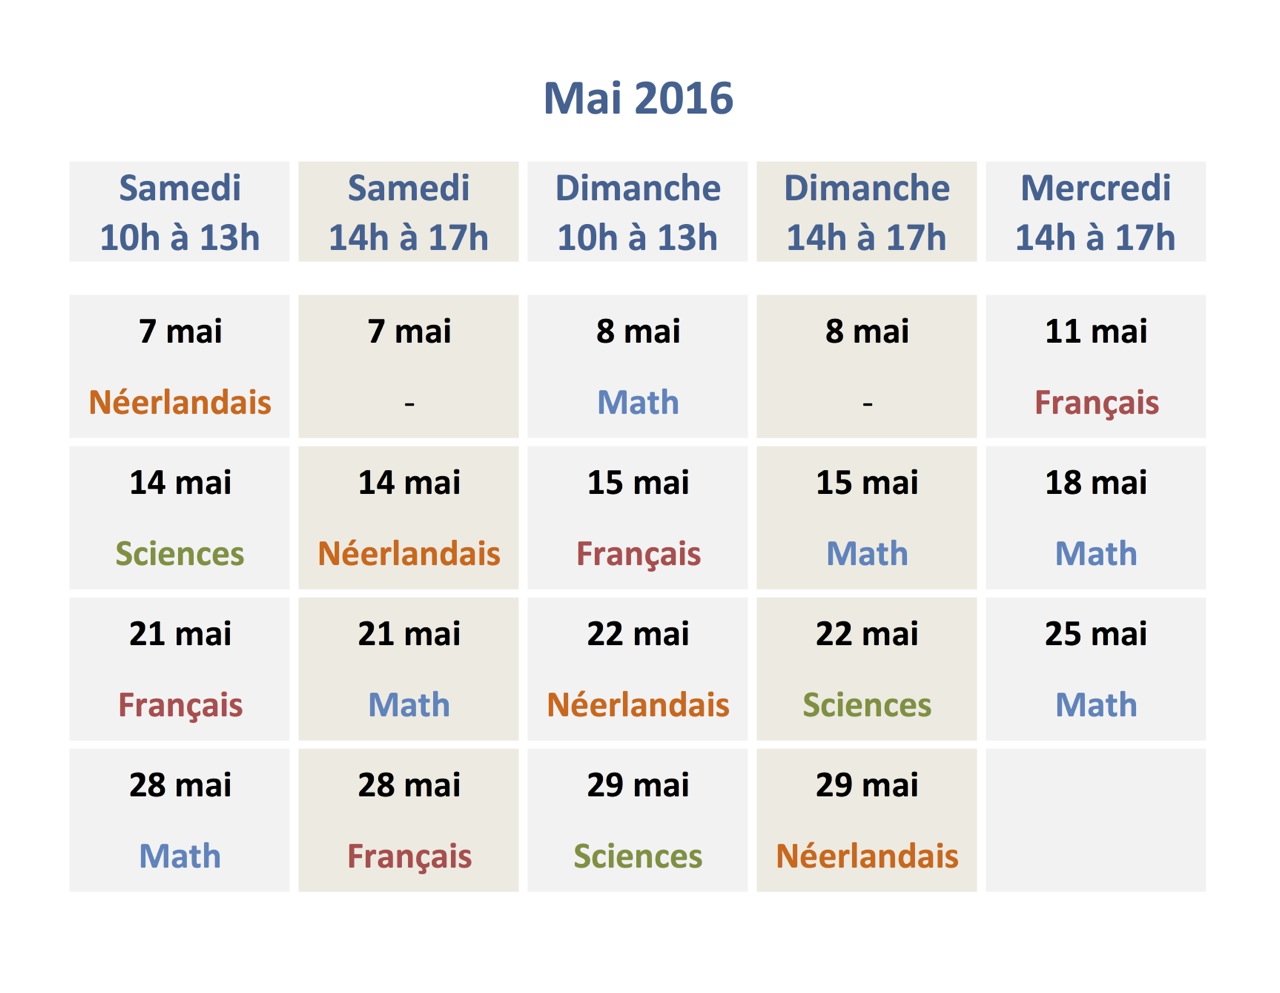 Mai 2016
Samedi Samedi Dimanche Dimanche Mercredi
10h à 13h 14h à 17h 10h à 13h 14h à 17h 14h à 17h
7 mai 7 mai 8 mai 8 mai 11 mai
Néerlandais - Math - Français
14 mai 14 mai 15 mai 15 mai 18 mai
Sciences Néerlandais Français Math Math
21 mai 21 mai 22 mai 22 mai 25 mai
Français Math Néerlandais Sciences Math
28 mai 28 mai 29 mai 29 mai
Math Français Sciences Néerlandais